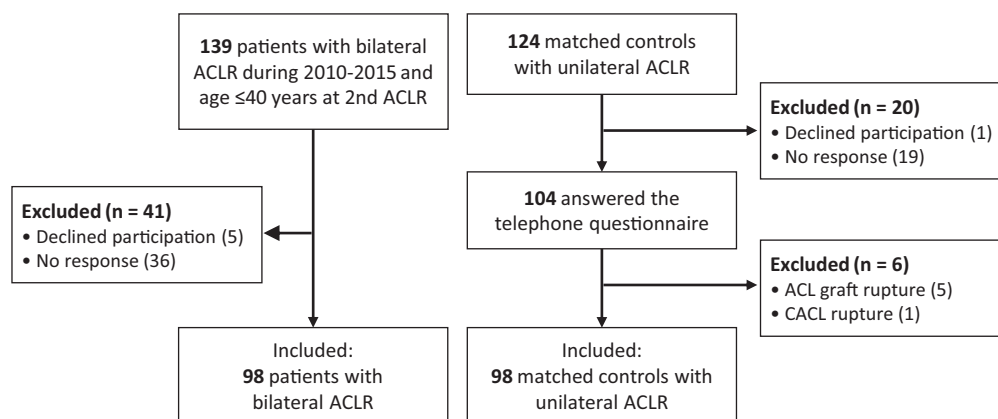 139 patients with bilateral
ACLR during 2010-2015 and
age ≤40 years at 2nd ACLR
Excluded (n = 41)
• Declined participation (5)
• No response (36)
Included:
98 patients with
bilateral ACLR
124 matched controls
with unilateral ACLR
Excluded (n = 20)
• Declined participation (1)
• No response (19)
104 answered the
telephone questionnaire
Excluded (n = 6)
• ACL graft rupture (5)
• CACL rupture (1)
Included:
98 matched controls with
unilateral ACLR